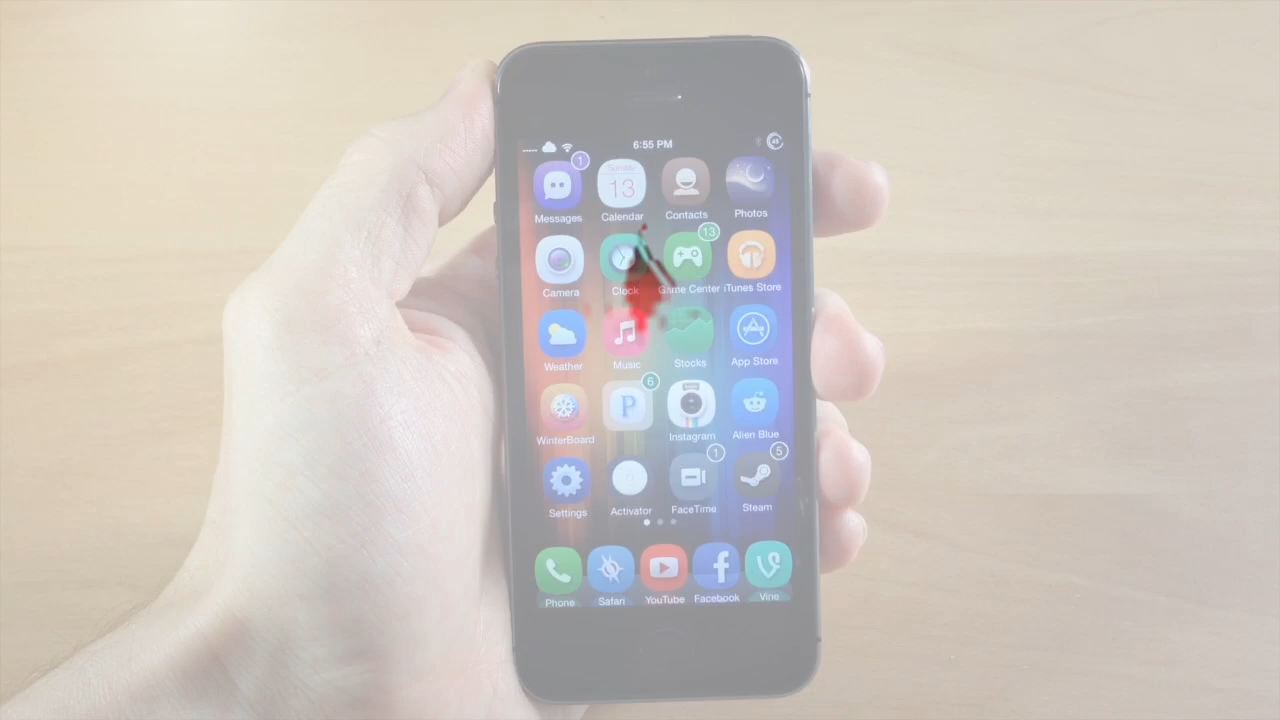 6:55 PM
1
Sunday
13
Messages Calendar Contacts Photos
13
Camera Clock Game Center iTunes Store
Weather Music Stocks App Store
6
P
WinterBoard Instagram Alien Blue
1 5
Settings Activator FaceTime Steam
Phone Safari YouTube Facebook Vine